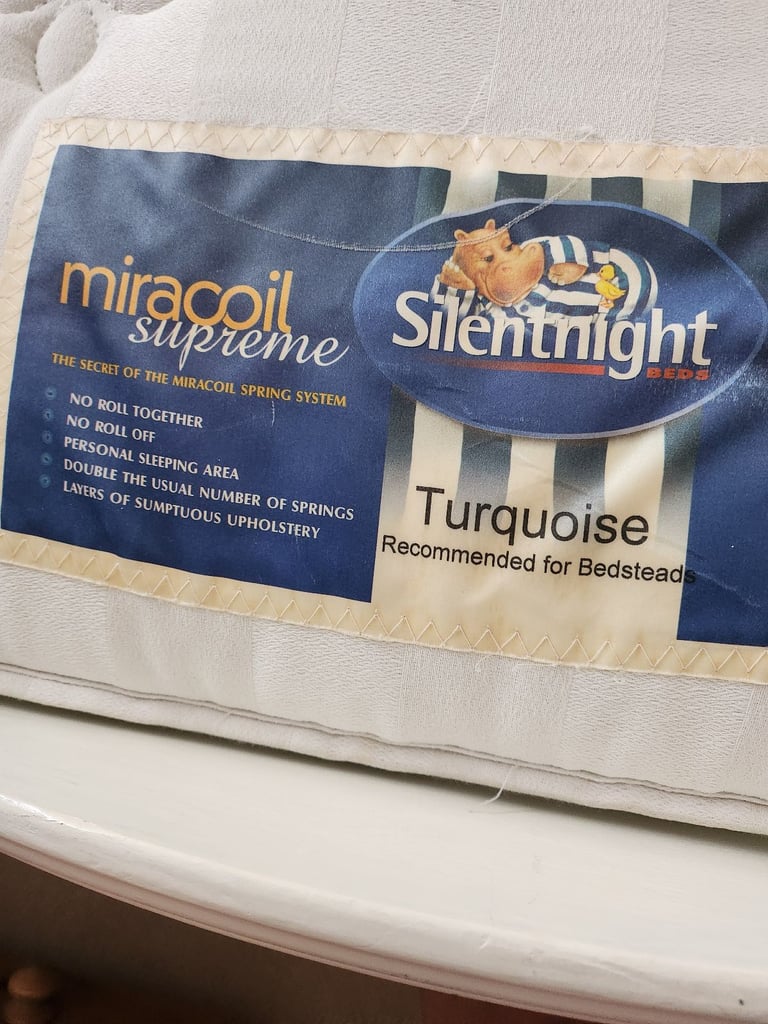 miracoil
supreme
THE SECRET OF THE MIRACOIL SPRING SYSTEM
NO ROLL TOGETHER
NO ROLL OFF
PERSONAL SLEEPING AREA
DOUBLE THE USUAL NUMBER OF SPRINGS
LAYERS OF SUMPTUOUS UPHOLSTERY
Silentnight
BEDS
Turquoise
Recommended for Bedsteads